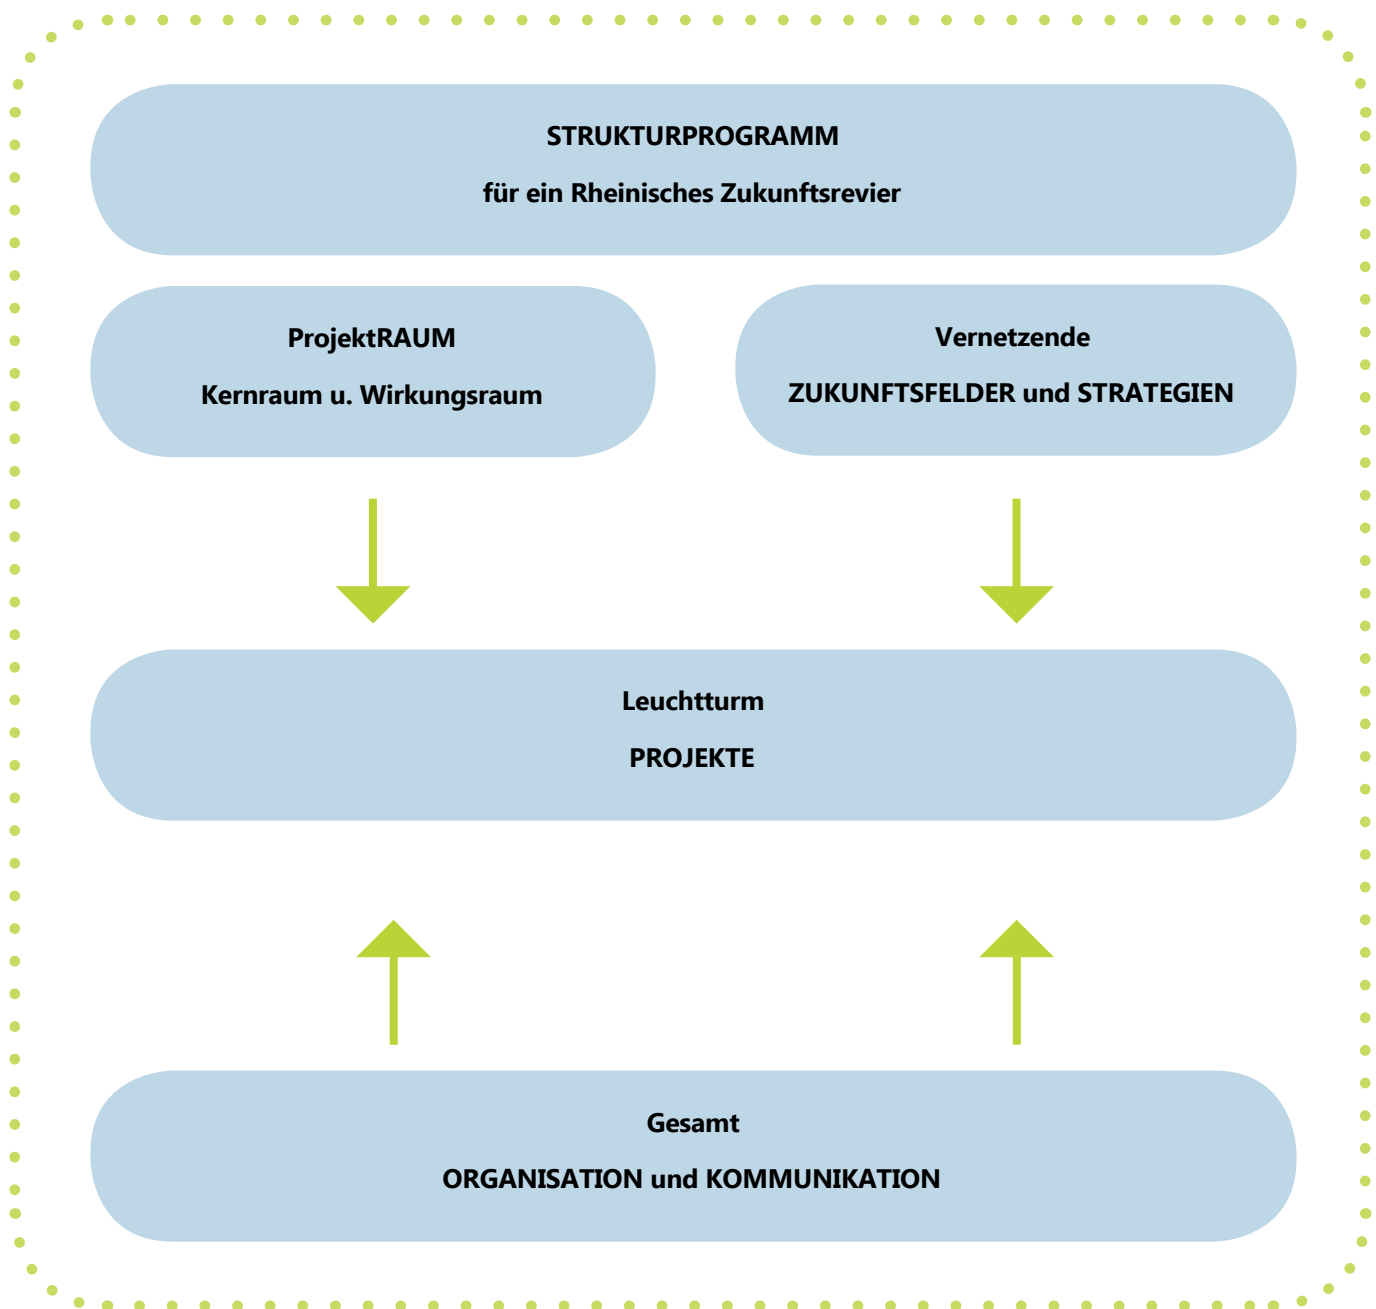 STRUKTURPROGRAMM
für ein Rheinisches Zukunftsrevier
ProjektRAUM
Kernraum u. Wirkungsraum
Vernetzende
ZUKUNFTSFELDER und STRATEGIEN
Leuchtturm
PROJEKTE
Gesamt
ORGANISATION und KOMMUNIKATION